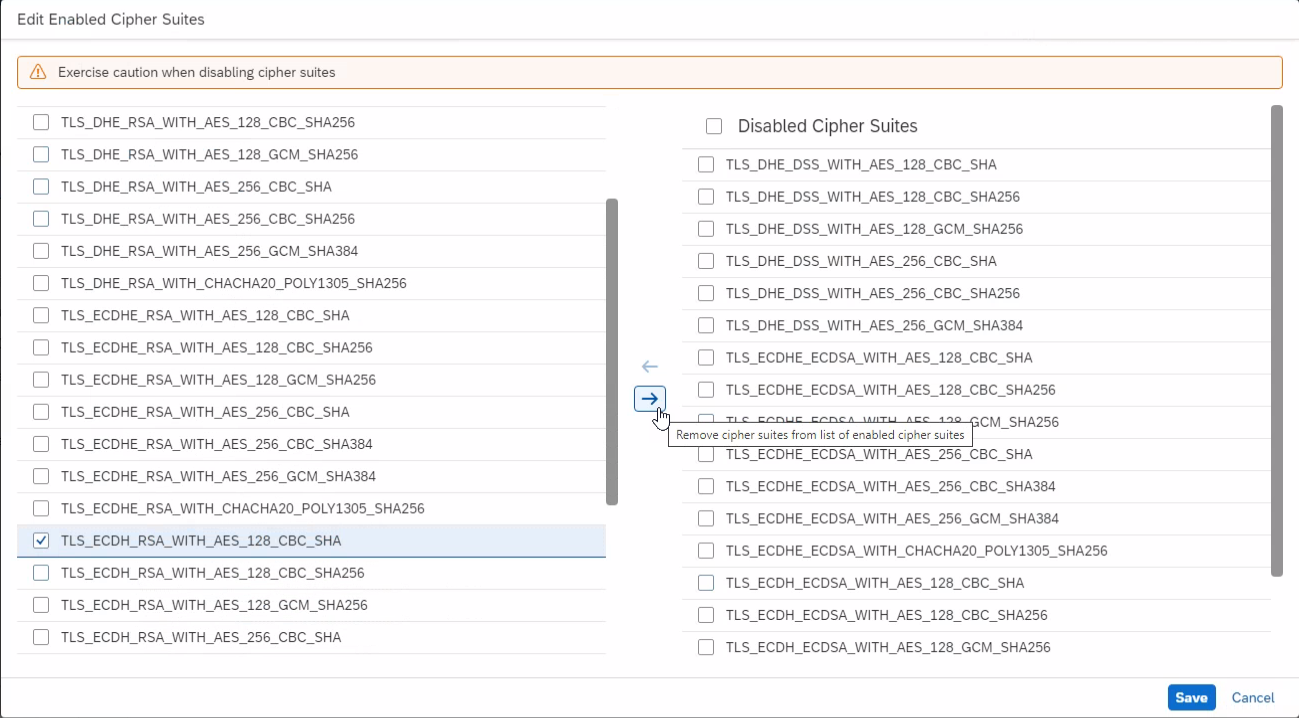 Edit Enabled Cipher Suites
Exercise caution when disabling cipher suites
TLS_DHE_RSA_WITH_AES_128_CBC_SHA256
TLS_DHE_RSA_WITH_AES_128_GCM_SHA256
TLS_DHE_RSA_WITH_AES_256_CBC_SHA
TLS_DHE_RSA_WITH_AES_256_CBC_SHA256
TLS_DHE_RSA_WITH_AES_256_GCM_SHA384
TLS_DHE_RSA_WITH_CHACHA20_POLY1305_SHA256
TLS_ECDHE_RSA_WITH_AES_128_CBC_SHA
TLS_ECDHE_RSA_WITH_AES_128_CBC_SHA256
TLS_ECDHE_RSA_WITH_AES_128_GCM_SHA256
TLS_ECDHE_RSA_WITH_AES_256_CBC_SHA
TLS_ECDHE_RSA_WITH_AES_256_CBC_SHA384
TLS_ECDHE_RSA_WITH_AES_256_GCM_SHA384
TLS_ECDHE_RSA_WITH_CHACHA20_POLY1305_SHA256
TLS_ECDH_RSA_WITH_AES_128_CBC_SHA
TLS_ECDH_RSA_WITH_AES_128_CBC_SHA256
TLS_ECDH_RSA_WITH_AES_128_GCM_SHA256
TLS_ECDH_RSA_WITH_AES_256_CBC_SHA
Disabled Cipher Suites
TLS_DHE_DSS_WITH_AES_128_CBC_SHA
TLS_DHE_DSS_WITH_AES_128_CBC_SHA256
TLS_DHE_DSS_WITH_AES_128_GCM_SHA256
TLS_DHE_DSS_WITH_AES_256_CBC_SHA
TLS_DHE_DSS_WITH_AES_256_CBC_SHA256
TLS_DHE_DSS_WITH_AES_256_GCM_SHA384
TLS_ECDHE_ECDSA_WITH_AES_128_CBC_SHA
TLS_ECDHE_ECDSA_WITH_AES_128_CBC_SHA256
TLS_ECDHE_ECDSA_WITH_AES_128_GCM_SHA256
Remove cipher suites from list of enabled cipher suites
TLS_ECDHE_ECDSA_WITH_AES_256_CBC_SHA
TLS_ECDHE_ECDSA_WITH_AES_256_CBC_SHA384
TLS_ECDHE_ECDSA_WITH_AES_256_GCM_SHA384
TLS_ECDHE_ECDSA_WITH_CHACHA20_POLY1305_SHA256
TLS_ECDH_ECDSA_WITH_AES_128_CBC_SHA
TLS_ECDH_ECDSA_WITH_AES_128_CBC_SHA256
TLS_ECDH_ECDSA_WITH_AES_128_GCM_SHA256
Save
Cancel